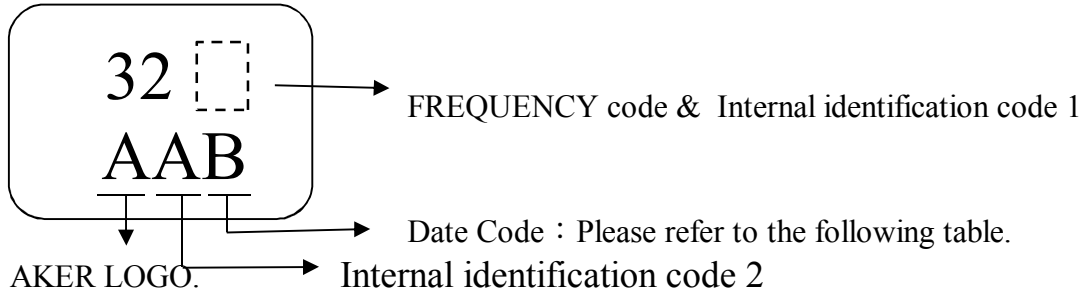 32
FREQUENCY code & Internal identification code 1
AAB
Date Code：Please refer to the following table.
AKER LOGO.
Internal identification code 2